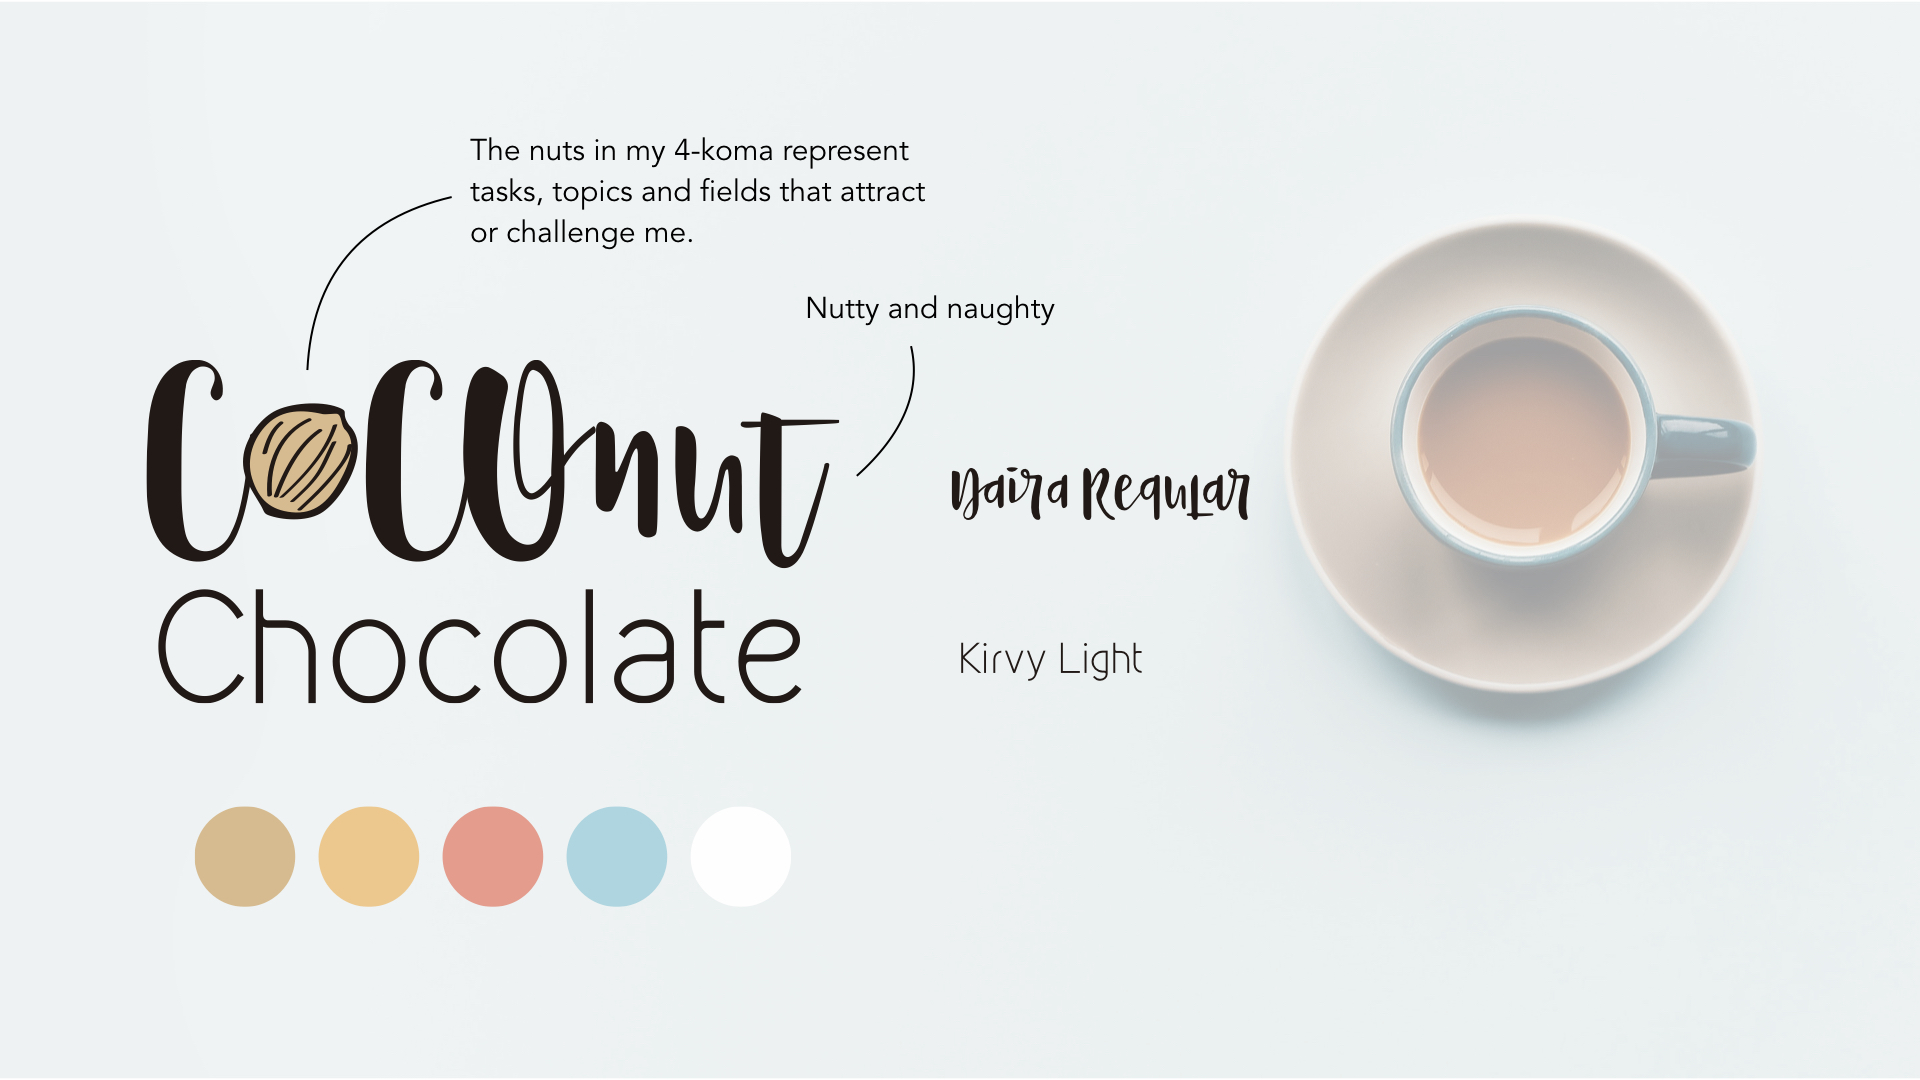 The nuts in my 4-koma represent
tasks, topics and fields that attract
or challenge me.
Nutty and naughty
CoCOnut
Daira Regular
Chocolate
Kirvy Light